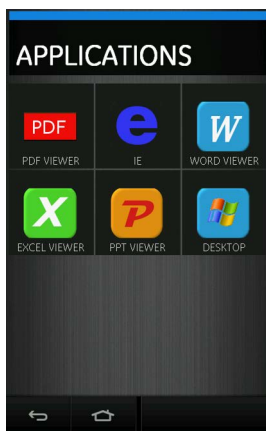 APPLICATIONS
PDF
e
W
PDF VIEWER
IE
WORD VIEWER
X
P
EXCEL VIEWER
PPT VIEWER
DESKTOP